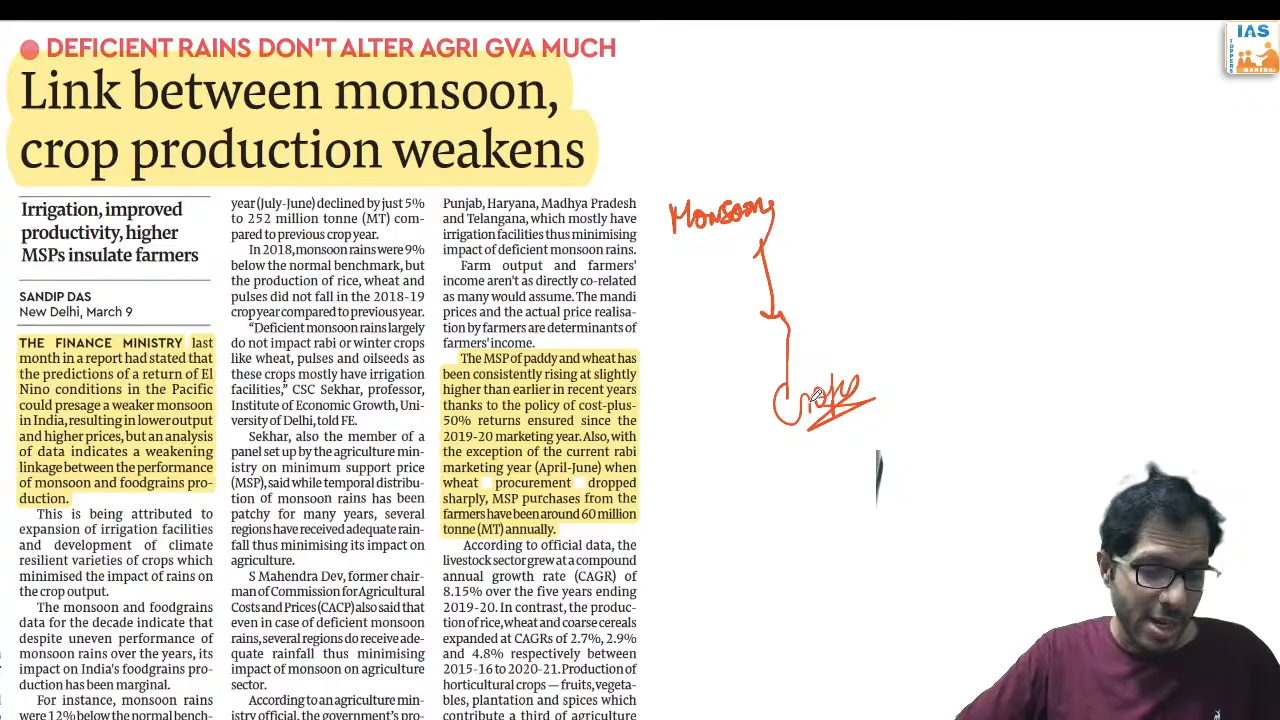 DEFICIENT RAINS DON'T ALTER AGRI GVA MUCH
Link between monsoon,
crop production weakens
Irrigation, improved
productivity, higher
MSPs insulate farmers
SANDIP DAS
New Delhi, March 9
THE FINANCE MINISTRY last
month in a report had stated that
the predictions of a return of El
Nino conditions in the Pacific
could presage a weaker monsoon
in India, resulting in lower output
and higher prices, but an analysis
of data indicates a weakening
linkage between the performance
of monsoon and foodgrains pro-
duction.
This is being attributed to
expansion of irrigation facilities
and development of climate
resilient varieties of crops which
minimised the impact of rains on
the crop output.
The monsoon and foodgrains
data for the decade indicate that
despite uneven performance of
monsoon rains over the years, its
impact on India's foodgrains pro-
duction has been marginal.
For instance, monsoon rains
were 12% below the normal bench-
year (July-June) declined by just 5%
to 252 million tonne (MT) com-
pared to previous crop year.
In 2018, monsoon rains were 9%
below the normal benchmark, but
the production of rice, wheat and
pulses did not fall in the 2018-19
crop year compared to previous year.
"Deficient monsoon rains largely
do not impact rabi or winter crops
like wheat, pulses and oilseeds as
these crops mostly have irrigation
facilities," CSC Sekhar, professor,
Institute of Economic Growth, Uni-
versity of Delhi, told FE.
Sekhar, also the member of a
panel set up by the agriculture min-
istry on minimum support price
(MSP), said while temporal distribu-
tion of monsoon rains has been
patchy for many years, several
regions have received adequate rain-
fall thus minimising its impact on
agriculture.
S Mahendra Dev, former chair-
man of Commission for Agricultural
Costs and Prices (CACP) also said that
even in case of deficient monsoon
rains, several regions do receive ade-
quate rainfall thus minimising
impact of monsoon on agriculture
sector.
According to an agriculture min-
istry official, the government's pro-
Punjab, Haryana, Madhya Pradesh
and Telangana, which mostly have
irrigation facilities thus minimising
impact of deficient monsoon rains.
Farm output and farmers'
income aren't as directly co-related
as many would assume. The mandi
prices and the actual price realisa-
tion by farmers are determinants of
farmers' income.
The MSP of paddy and wheat has
been consistently rising at slightly
higher than earlier in recent years
thanks to the policy of cost-plus-
50% returns ensured since the
2019-20 marketing year. Also, with
the exception of the current rabi
marketing year (April-June) when
wheat procurement dropped
sharply, MSP purchases from the
farmers have been around 60 million
tonne (MT) annually.
According to official data, the
livestock sector grew at a compound
annual growth rate (CAGR) of
8.15% over the five years ending
2019-20. In contrast, the produc-
tion of rice, wheat and coarse cereals
expanded at CAGRs of 2.7%, 2.9%
and 4.8% respectively between
2015-16 to 2020-21. Production of
horticultural crops — fruits, vegeta-
bles, plantation and spices which
contribute a third of agriculture
Monsoon
Crops
IAS
TOPPERS
MANTRA